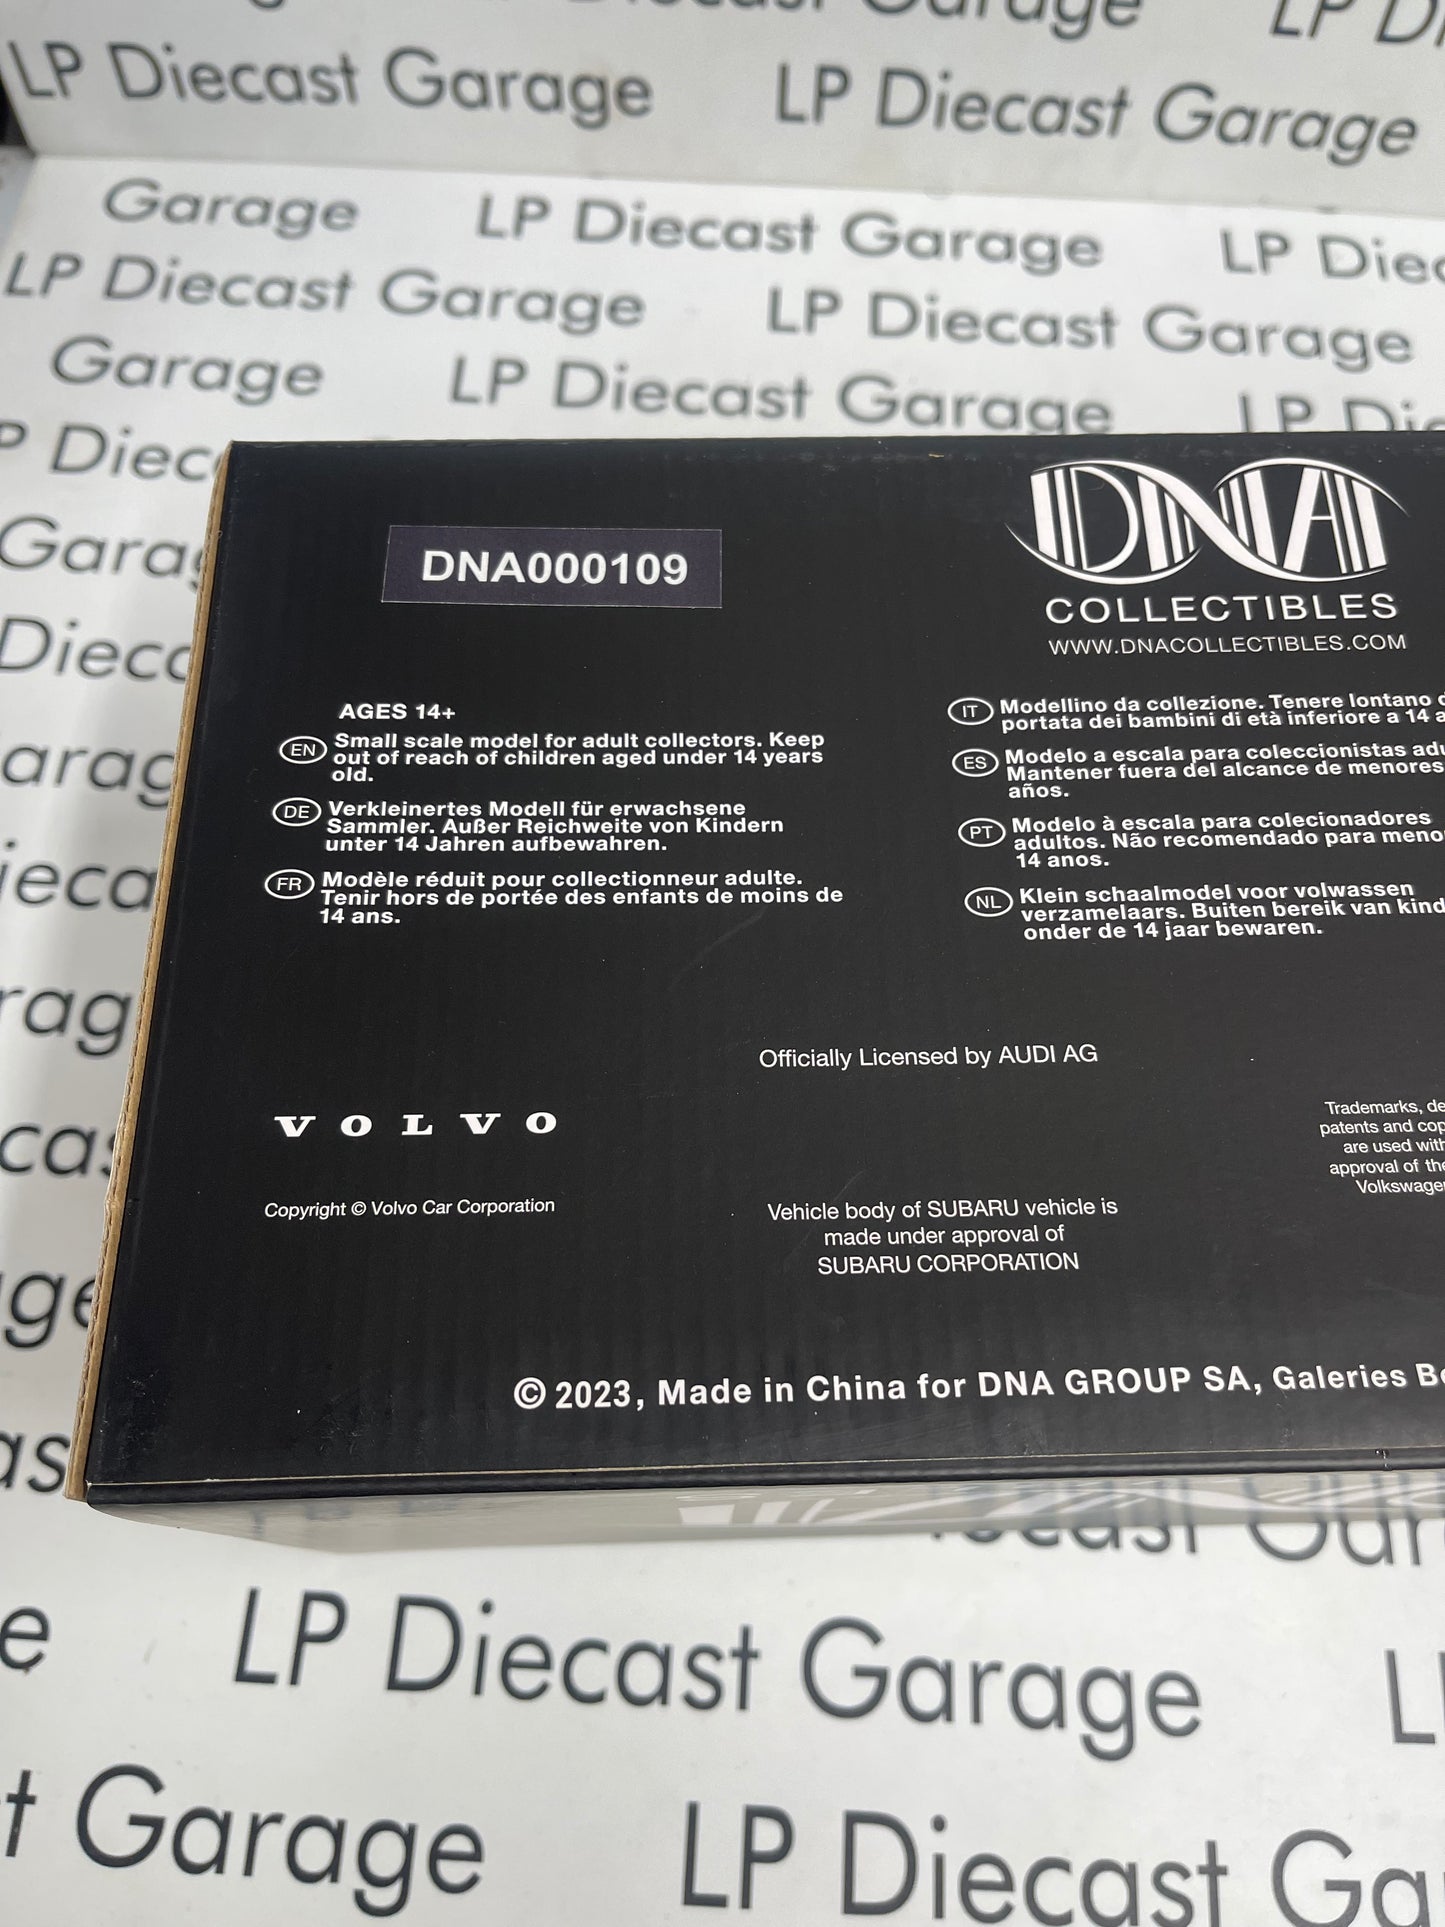 Diecast Garage LP
LP Diecast Garage LP Diecast Garage
Garage LP Diecast Garage LP
LP Diecast Garage LP Diecast Garage
Garage LP Diecast Garage LP
DNA000109
DNA
COLLECTIBLES
WWW.DNACOLLECTIBLES.COM
AGES 14+
EN Small scale model for adult collectors. Keep
out of reach of children aged under 14 years
old.
DE Verkleinertes Modell für erwachsene
Sammler. Außer Reichweite von Kindern
unter 14 Jahren aufbewahren.
FR Modèle réduit pour collectionneur adulte.
Tenir hors de portée des enfants de moins de
14 ans.
IT Modellino da collezione. Tenere lontano
portata dei bambini di età inferiore a 14
ES Modelo a escala para coleccionistas
Mantener fuera del alcance de menores
años.
PT Modelo à escala para colecionadores
adultos. Não recomendado para
14 anos.
NL Klein schaalmodel voor volwassen
verzamelaars. Buiten bereik van
onder de 14 jaar bewaren.
Officially Licensed by AUDI AG
VOLVO
Copyright © Volvo Car Corporation
Vehicle body of SUBARU vehicle is
made under approval of
SUBARU CORPORATION
Trademarks,
patents and
are used
approval of
© 2023, Made in China for DNA GROUP SA, Galeries
LP Diecast Garage
Garage LP Diecast